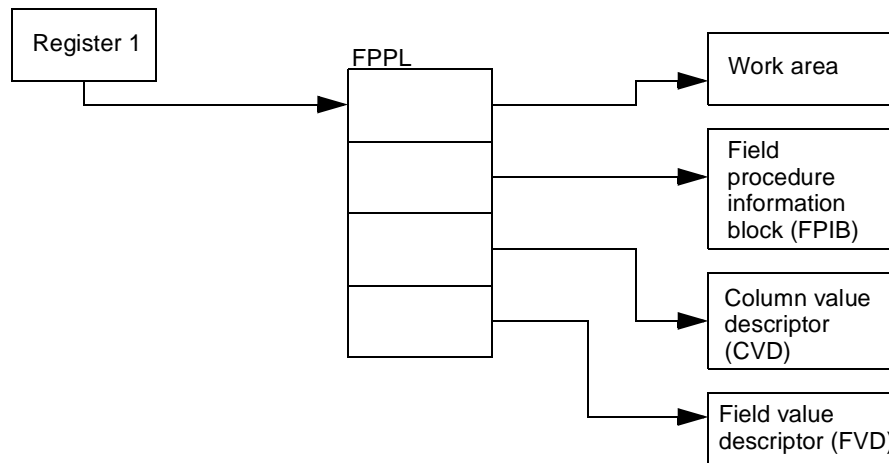 Register 1
FPPL
Work area
Field
procedure
information
block (FPIB)
Column value
descriptor
(CVD)
Field value
descriptor (FVD)